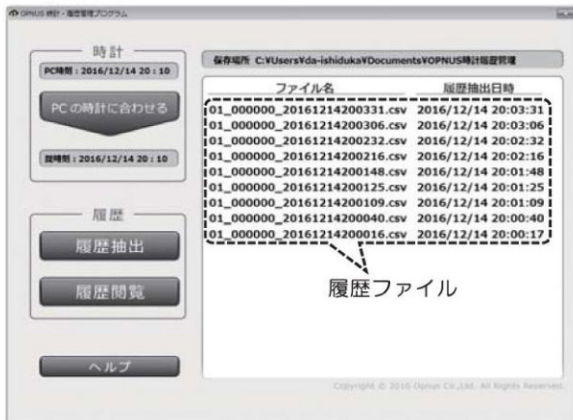 OPNUS 時計・履歴管理プログラム
時計
PC時刻：2016/12/14 20：10
PC の時計に合わせる
錠時刻：2016/12/14 20：10
履歴
履歴抽出
履歴閲覧
ヘルプ
保存場所 C:¥Users¥da-ishiduka¥Documents¥OPNUS時計履歴管理
ファイル名 履歴抽出日時
01_000000_20161214200331.csv 2016/12/14 20:03:31
01_000000_20161214200306.csv 2016/12/14 20:03:06
01_000000_20161214200232.csv 2016/12/14 20:02:32
01_000000_20161214200216.csv 2016/12/14 20:02:16
01_000000_20161214200148.csv 2016/12/14 20:01:48
01_000000_20161214200125.csv 2016/12/14 20:01:25
01_000000_20161214200109.csv 2016/12/14 20:01:09
01_000000_20161214200040.csv 2016/12/14 20:00:40
01_000000_20161214200016.csv 2016/12/14 20:00:17
履歴ファイル
Copyright © 2016 Opnus Co.,Ltd. All Rights Reserved.